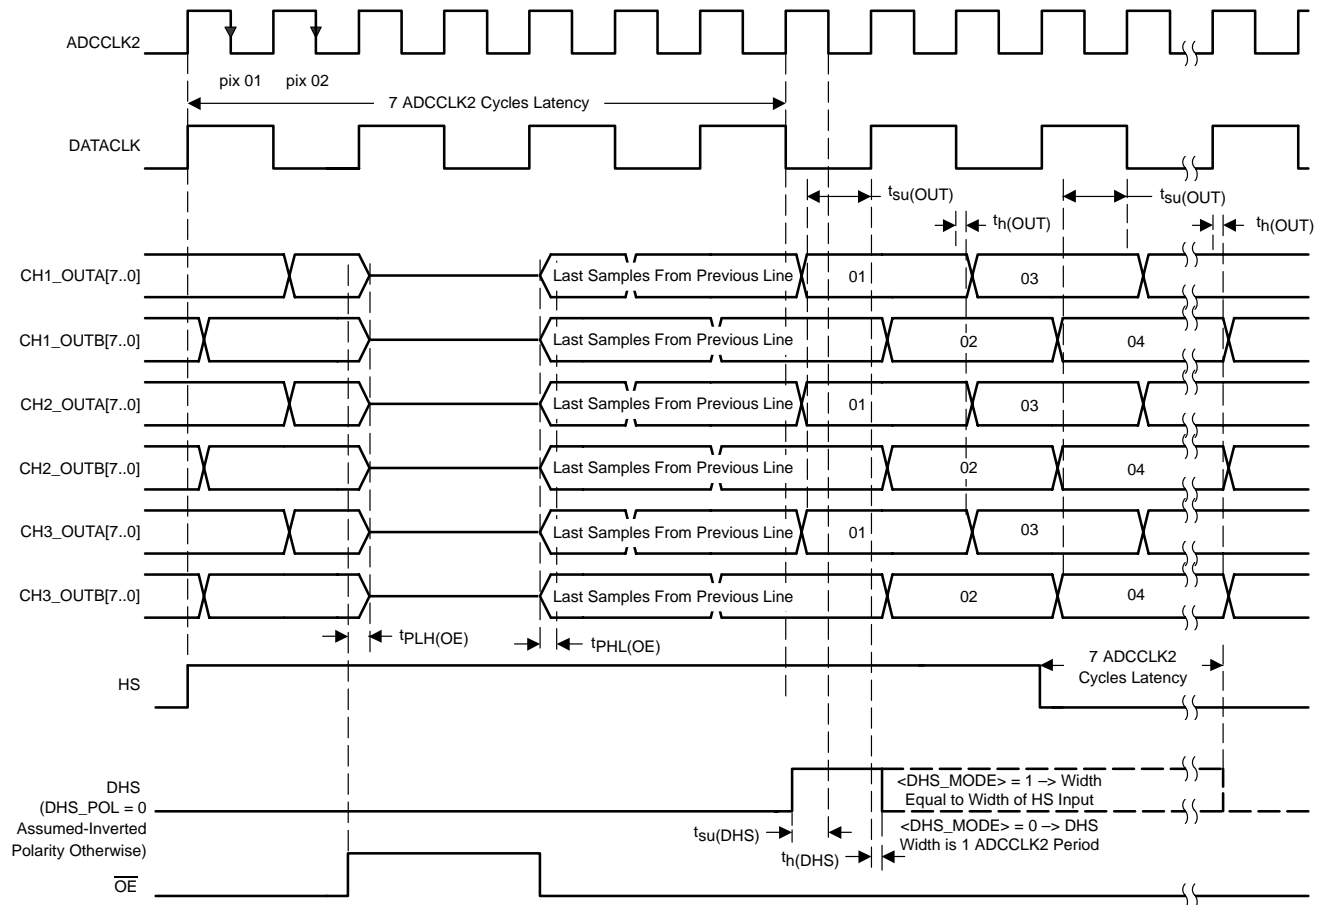 ADCCLK2
pix 01 pix 02
7 ADCCLK2 Cycles Latency
DATACLK
tsu(OUT) tsu(OUT)
th(OUT) th(OUT)
CH1_OUTA[7..0] Last Samples From Previous Line 01 03
CH1_OUTB[7..0] Last Samples From Previous Line 02 04
CH2_OUTA[7..0] Last Samples From Previous Line 01 03
CH2_OUTB[7..0] Last Samples From Previous Line 02 04
CH3_OUTA[7..0] Last Samples From Previous Line 01 03
CH3_OUTB[7..0] Last Samples From Previous Line 02 04
tPLH(OE) tPHL(OE)
HS
7 ADCCLK2
Cycles Latency
DHS
(DHS_POL = 0
Assumed-Inverted
Polarity Otherwise)
<DHS_MODE> = 1 –> Width
Equal to Width of HS Input
<DHS_MODE> = 0 –> DHS
Width is 1 ADCCLK2 Period
tsu(DHS)
th(DHS)
OE